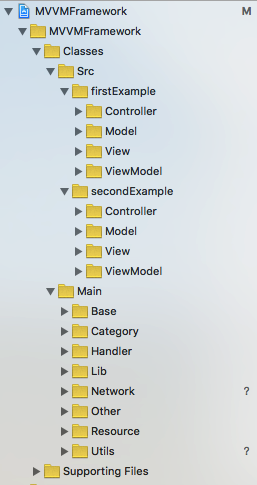 MVVMFramework M
MVVMFramework
Classes
Src
firstExample
Controller
Model
View
ViewModel
secondExample
Controller
Model
View
ViewModel
Main
Base
Category
Handler
Lib
Network ?
Other
Resource
Utils ?
Supporting Files